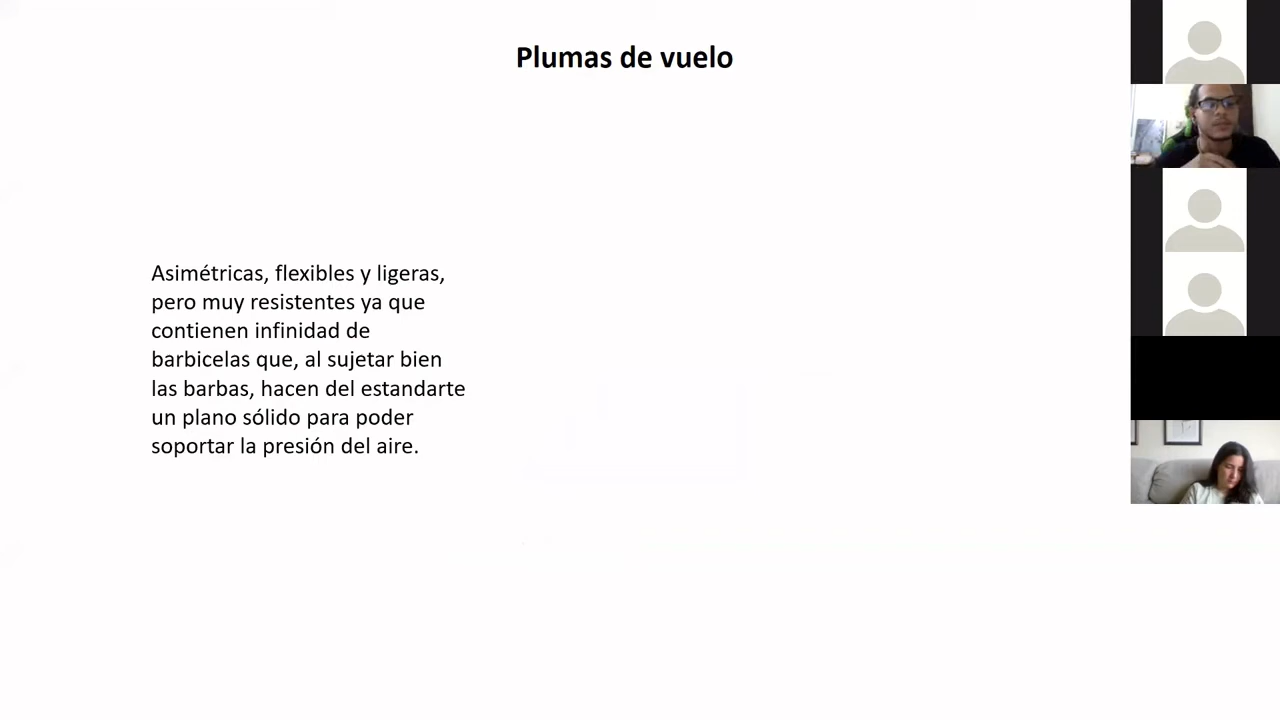 Plumas de vuelo
Asimétricas, flexibles y ligeras,
pero muy resistentes ya que
contienen infinidad de
barbicelas que, al sujetar bien
las barbas, hacen del estandarte
un plano sólido para poder
soportar la presión del aire.